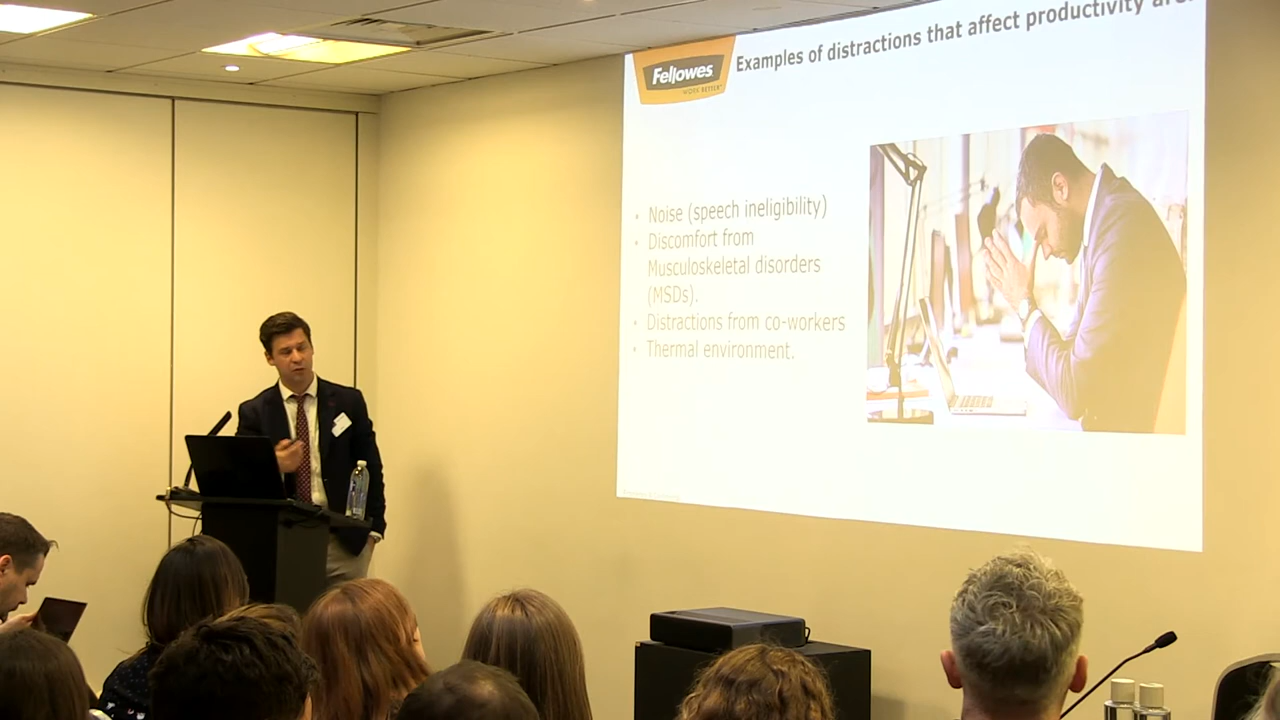 Examples of distractions that affect productivity are
Fellowes
WORK BETTER
• Noise (speech ineligibility)
• Discomfort from
Musculoskeletal disorders
(MSDs).
• Distractions from co-workers
• Thermal environment.